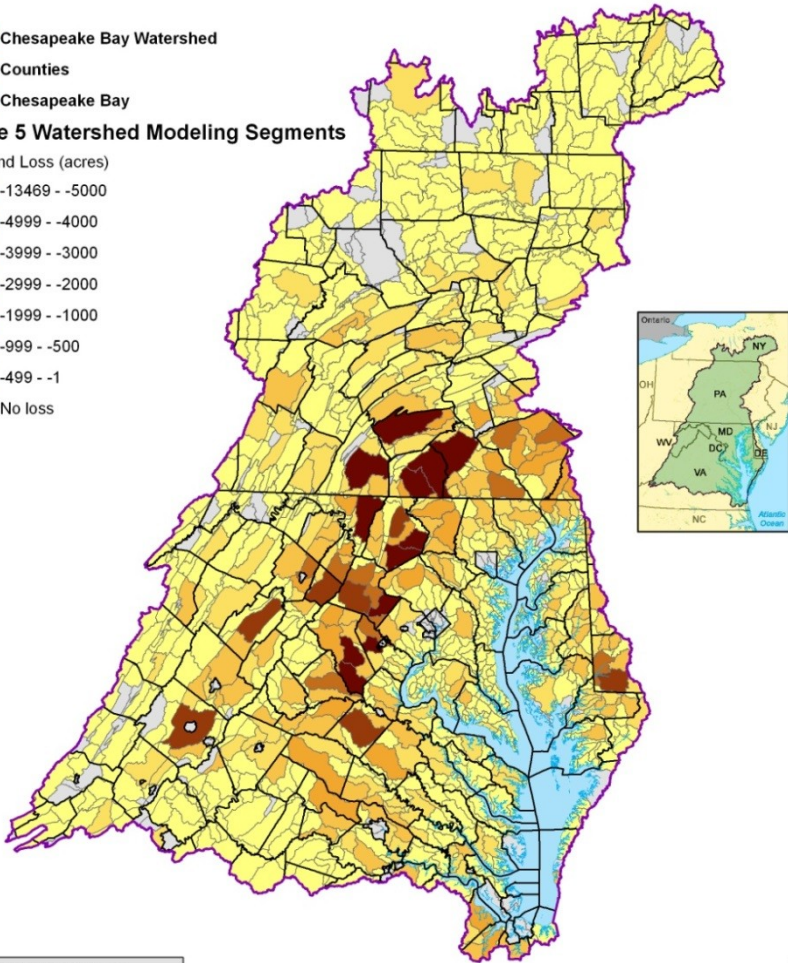 Chesapeake Bay Watershed
Counties
Chesapeake Bay
e 5 Watershed Modeling Segments
nd Loss (acres)
-13469 - -5000
-4999 - -4000
-3999 - -3000
-2999 - -2000
-1999 - -1000
-999 - -500
-499 - -1
No loss
Ontario
NY
OH
PA
NJ
MD
WV
DC
DE
VA
NC
Atlantic
Ocean